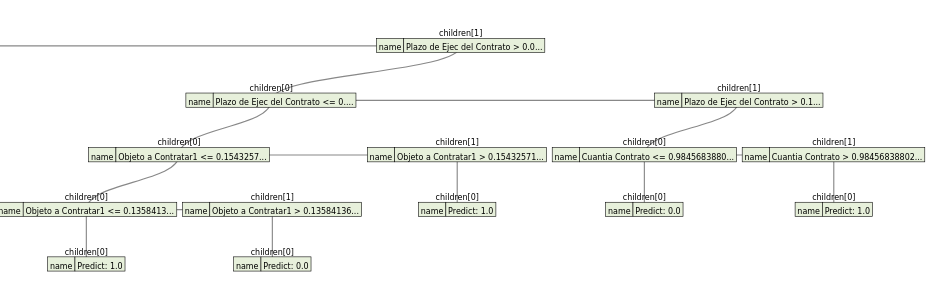 children[1]
name Plazo de Ejec del Contrato > 0.0...
children[0]
children[1]
name Plazo de Ejec del Contrato <= 0....
name Plazo de Ejec del Contrato > 0.1...
children[0]
children[1]
children[0]
children[1]
name Objeto a Contratar1 <= 0.1543257...
name Objeto a Contratar1 > 0.15432571...
name Cuantia Contrato <= 0.9845683880...
name Cuantia Contrato > 0.98456838802...
children[0]
children[1]
children[0]
children[0]
children[0]
name Objeto a Contratar1 <= 0.1358413...
name Objeto a Contratar1 > 0.13584136...
name Predict: 1.0
name Predict: 0.0
name Predict: 1.0
children[0]
children[0]
name Predict: 1.0
name Predict: 0.0